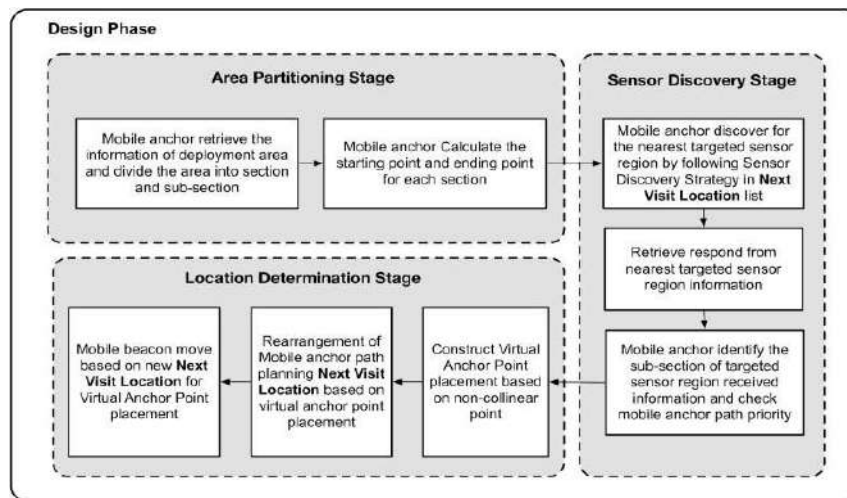 Design Phase
Area Partitioning Stage
Mobile anchor retrieve the
information of deployment area
and divide the area into section
and sub-section
Mobile anchor Calculate the
starting point and ending point
for each section
Sensor Discovery Stage
Mobile anchor discover for
the nearest targeted sensor
region by following Sensor
Discovery Strategy in Next
Visit Location list
Retrieve respond from
nearest targeted sensor
region information
Mobile anchor identify the
sub-section of targeted
sensor region received
information and check
mobile anchor path priority
Location Determination Stage
Construct Virtual
Anchor Point
placement based
on non-collinear
point
Rearrangement of
Mobile anchor path
planning Next Visit
Location based on
virtual anchor point
placement
Mobile beacon move
based on new Next
Visit Location for
Virtual Anchor Point
placement